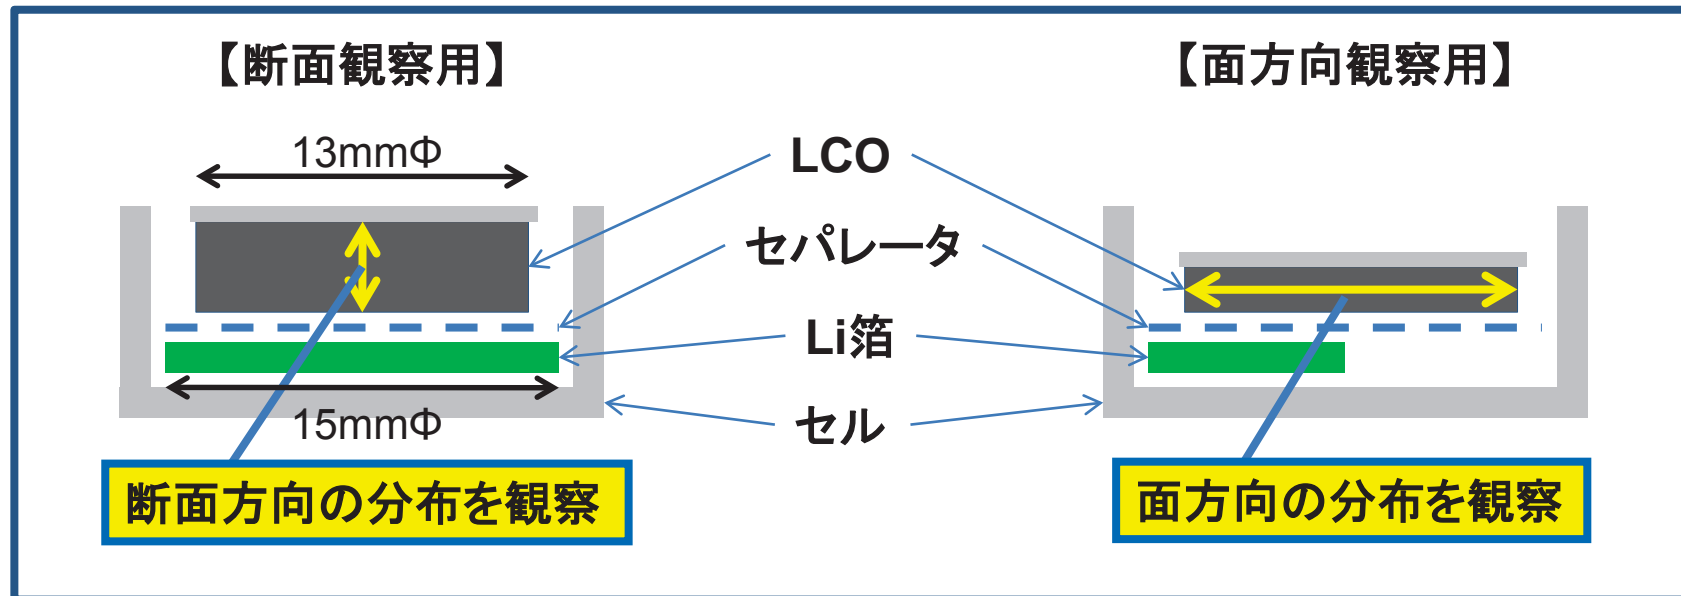 【断面観察用】
【面方向観察用】
13mmΦ
LCO
セパレータ
Li箔
15mmΦ
セル
断面方向の分布を観察
面方向の分布を観察